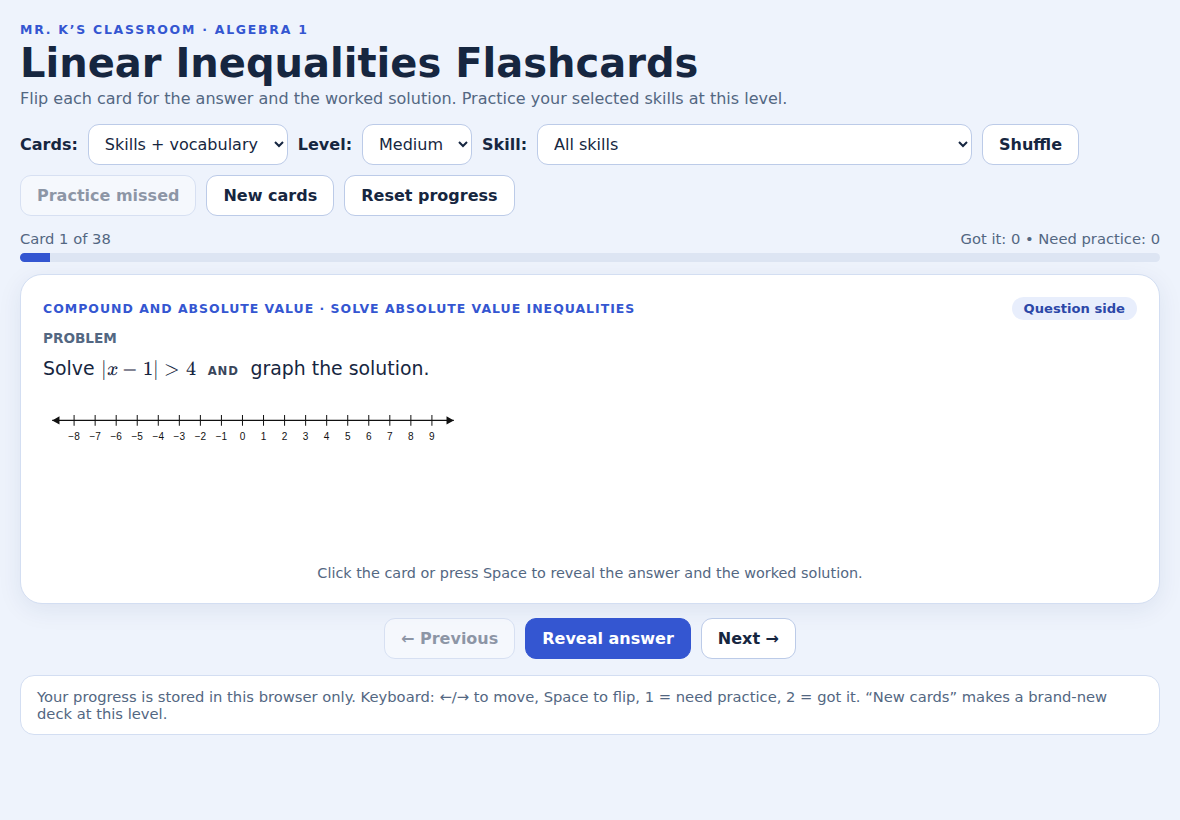 MR. K’S CLASSROOM · ALGEBRA 1
Linear Inequalities Flashcards
Flip each card for the answer and the worked solution. Practice your selected skills at this level.
Cards: Skills + vocabulary Level: Medium Skill: All skills Shuffle
Practice missed New cards Reset progress
Card 1 of 38 Got it: 0 • Need practice: 0
COMPOUND AND ABSOLUTE VALUE · SOLVE ABSOLUTE VALUE INEQUALITIES Question side
PROBLEM
Solve |x − 1| > 4 AND graph the solution.
−8 −7 −6 −5 −4 −3 −2 −1 0 1 2 3 4 5 6 7 8 9
Click the card or press Space to reveal the answer and the worked solution.
← Previous Reveal answer Next →
Your progress is stored in this browser only. Keyboard: ←/→ to move, Space to flip, 1 = need practice, 2 = got it. “New cards” makes a brand-new
deck at this level.